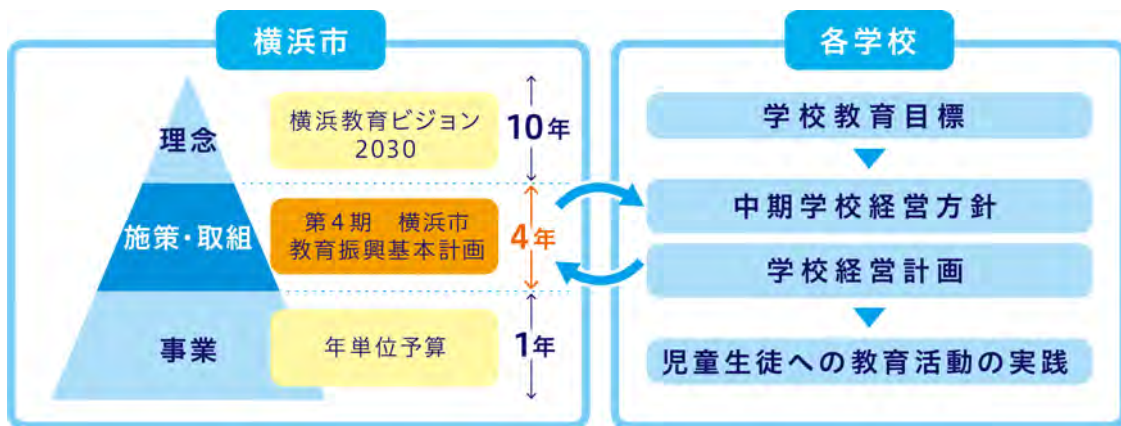 横浜市
理念
横浜教育ビジョン
2030
10年
施策・取組
第4期 横浜市
教育振興基本計画
4年
事業
年単位予算
1年
各学校
学校教育目標
中期学校経営方針
学校経営計画
児童生徒への教育活動の実践